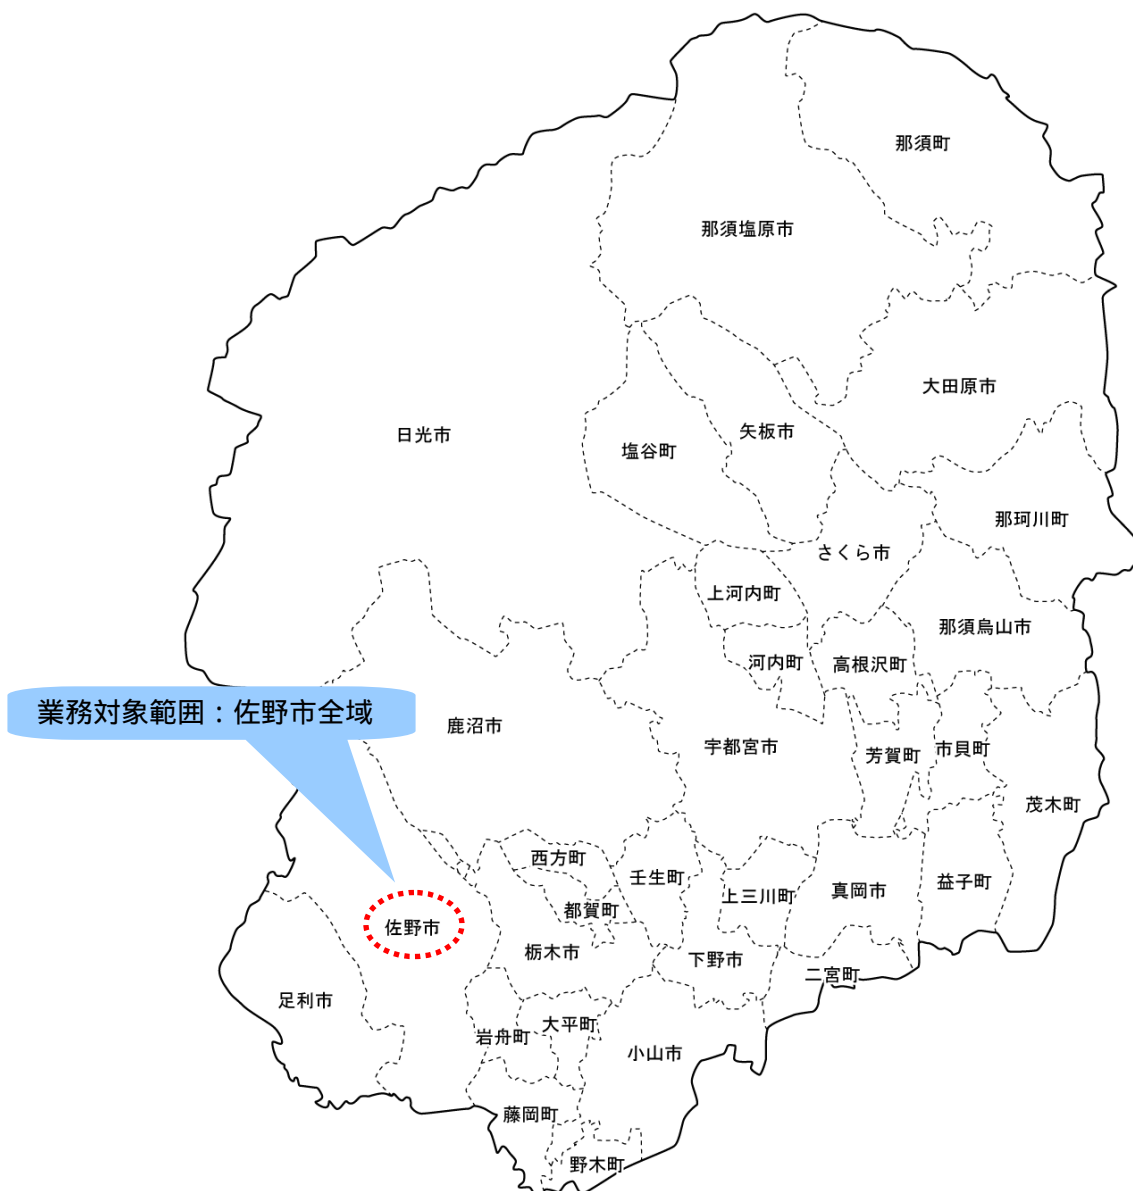 那須町
那須塩原市
大田原市
日光市
矢板市
塩谷町
那珂川町
さくら市
上河内町
那須烏山市
河内町
高根沢町
業務対象範囲：佐野市全域
鹿沼市
宇都宮市
芳賀町
市貝町
茂木町
西方町
壬生町
益子町
真岡市
上三川町
都賀町
佐野市
栃木市
下野市
二宮町
足利市
大平町
岩舟町
小山市
藤岡町
野木町